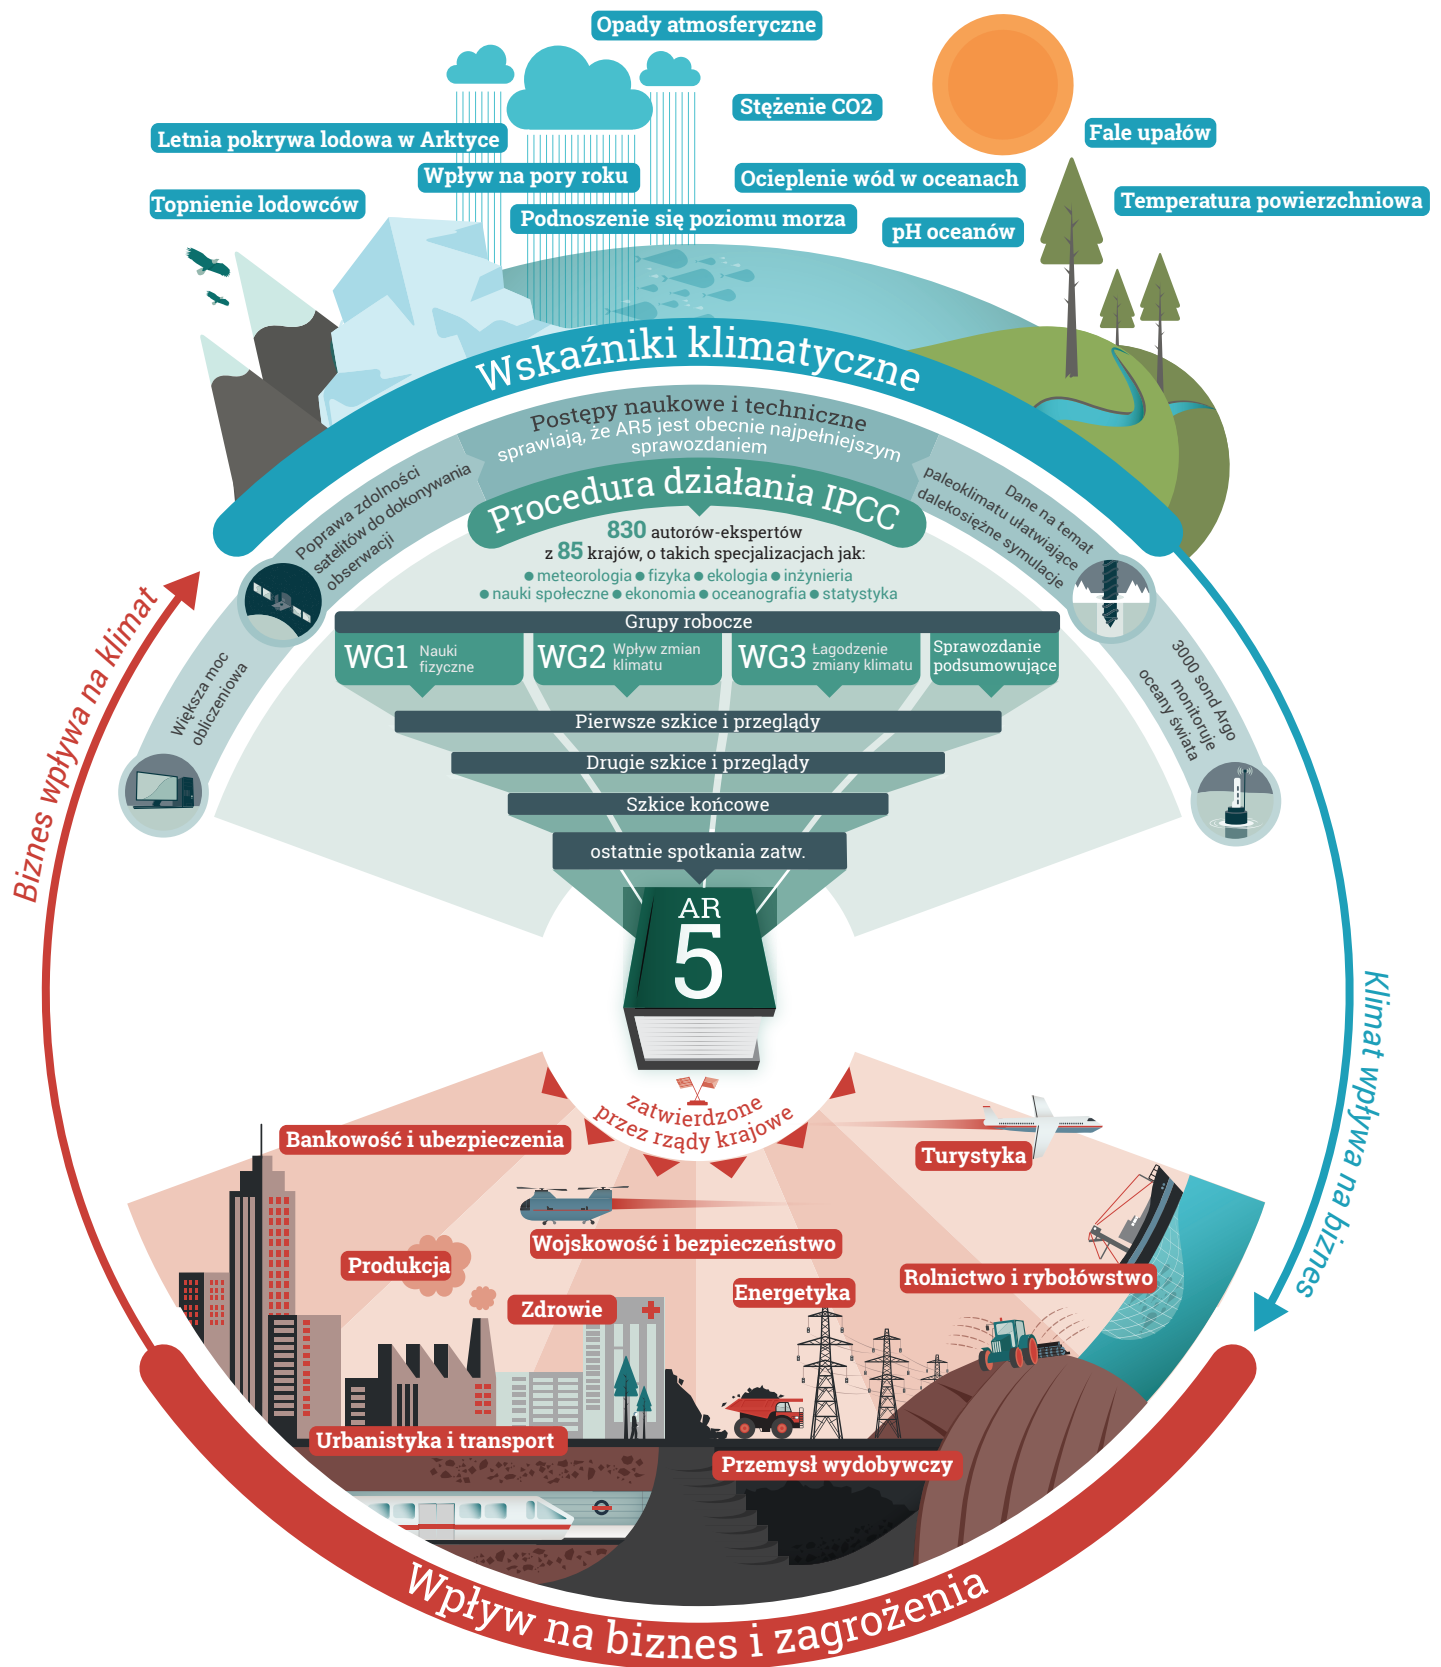 Opady atmosferyczne
Stężenie CO2
Fale upałów
Letnia pokrywa lodowa w Arktyce
Wpływ na pory roku
Ocieplenie wód w oceanach
Topnienie lodowców
Temperatura powierzchniowa
Podnoszenie się poziomu morza
pH oceanów
Wskaźniki klimatyczne
Postępy naukowe i techniczne
sprawiają, że AR5 jest obecnie najpełniejszym
sprawozdaniem
Poprawa zdolności
satelitów do dokonywania
obserwacji
Większa moc
obliczeniowa
Dane na temat
paleoklimatu ułatwiające
dalekosiężne symulacje
3000 sond Argo
monitoruje
oceany świata
Procedura działania IPCC
830 autorów-ekspertów
z 85 krajów, o takich specjalizacjach jak:
● meteorologia ● fizyka ● ekologia ● inżynieria
● nauki społeczne ● ekonomia ● oceanografia ● statystyka
Grupy robocze
WG1 Nauki
fizyczne
WG2 Wpływ zmian
klimatu
WG3 Łagodzenie
zmiany klimatu
Sprawozdanie
podsumowujące
Pierwsze szkice i przeglądy
Drugie szkice i przeglądy
Szkice końcowe
ostatnie spotkania zatw.
AR
5
zatwierdzone
przez rządy krajowe
Biznes wpływa na klimat
Klimat wpływa na biznes
Bankowość i ubezpieczenia
Turystyka
Wojskowość i bezpieczeństwo
Produkcja
Rolnictwo i rybołówstwo
Energetyka
Zdrowie
Urbanistyka i transport
Przemysł wydobywczy
Wpływ na biznes i zagrożenia